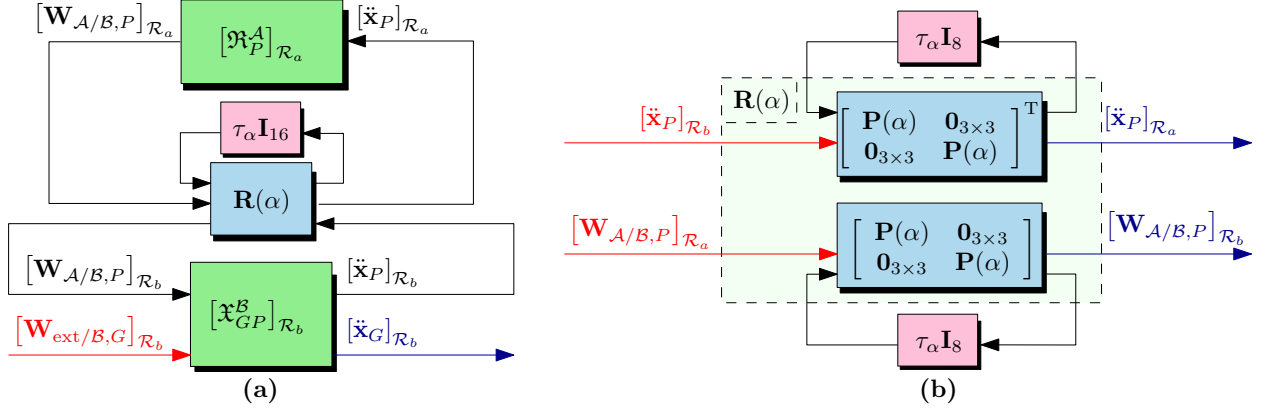 [W_{𝒜/ℬ,P}]_{ℛ_a}
[ℜ_P^𝒜]_{ℛ_a}
[ẍ_P]_{ℛ_a}
τ_α I_{16}
R(α)
[W_{𝒜/ℬ,P}]_{ℛ_b}
[ẍ_P]_{ℛ_b}
[𝔛_{GP}^ℬ]_{ℛ_b}
[W_{ext/ℬ,G}]_{ℛ_b}
[ẍ_G]_{ℛ_b}
(a)
τ_α I_8
R(α)
[ẍ_P]_{ℛ_b}
[ P(α) 0_{3×3}
0_{3×3} P(α) ]^T
[ẍ_P]_{ℛ_a}
[W_{𝒜/ℬ,P}]_{ℛ_a}
[ P(α) 0_{3×3}
0_{3×3} P(α) ]
[W_{𝒜/ℬ,P}]_{ℛ_b}
τ_α I_8
(b)